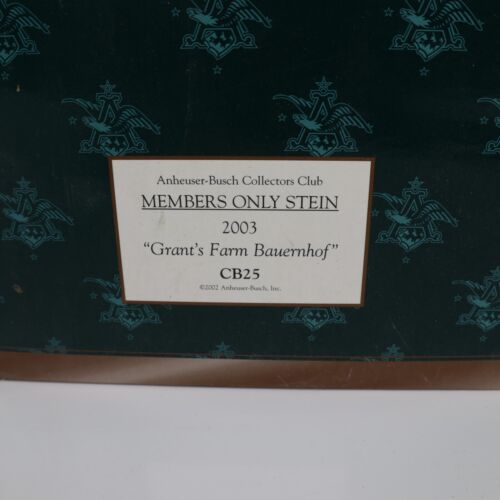 Anheuser-Busch Collectors Club
MEMBERS ONLY STEIN
2003
"Grant's Farm Bauernhof"
CB25
©2002 Anheuser-Busch, Inc.